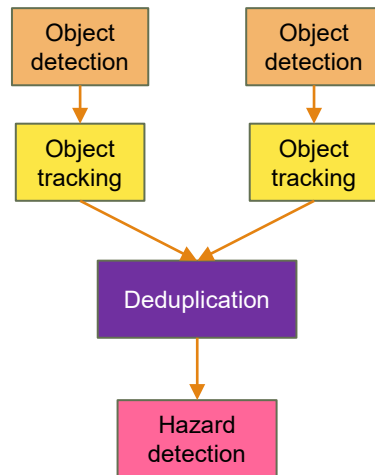 Object
detection
Object
detection
Object
tracking
Object
tracking
Deduplication
Hazard
detection